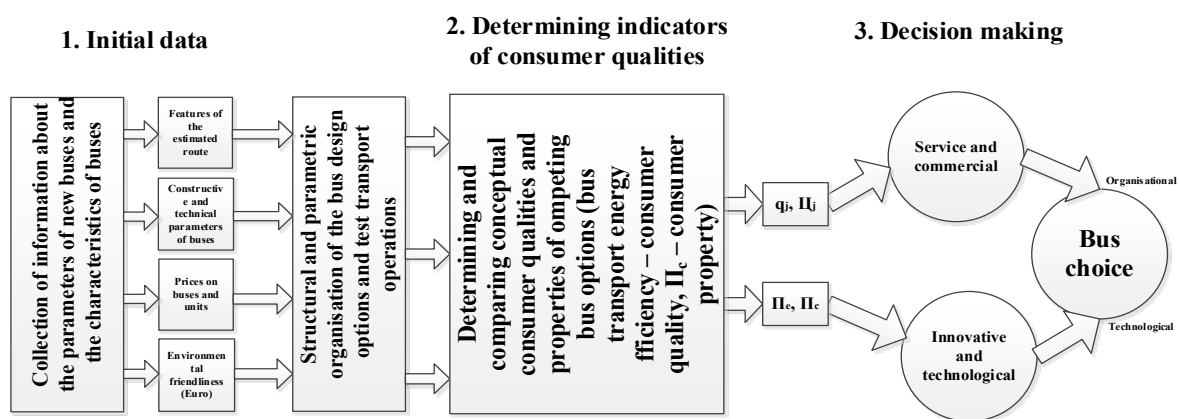 1. Initial data
2. Determining indicators
of consumer qualities
3. Decision making
Collection of information about
the parameters of new buses and
the characteristics of buses
Features of
the
estimated
route
Constructiv
e and
technical
parameters
of buses
Prices on
buses and
units
Environmen
tal
friendliness
(Euro)
Structural and parametric
organisation of the bus design
options and test transport
operations
Determining and
comparing conceptual
consumer qualities and
properties of ompeting
bus options (bus
transport energy
fficiency – consumer
quality, Пc – consumer
property)
qj, Цj
Пe, Пc
Service and
commercial
Innovative and
technological
Organisational
Technological
Bus
choice